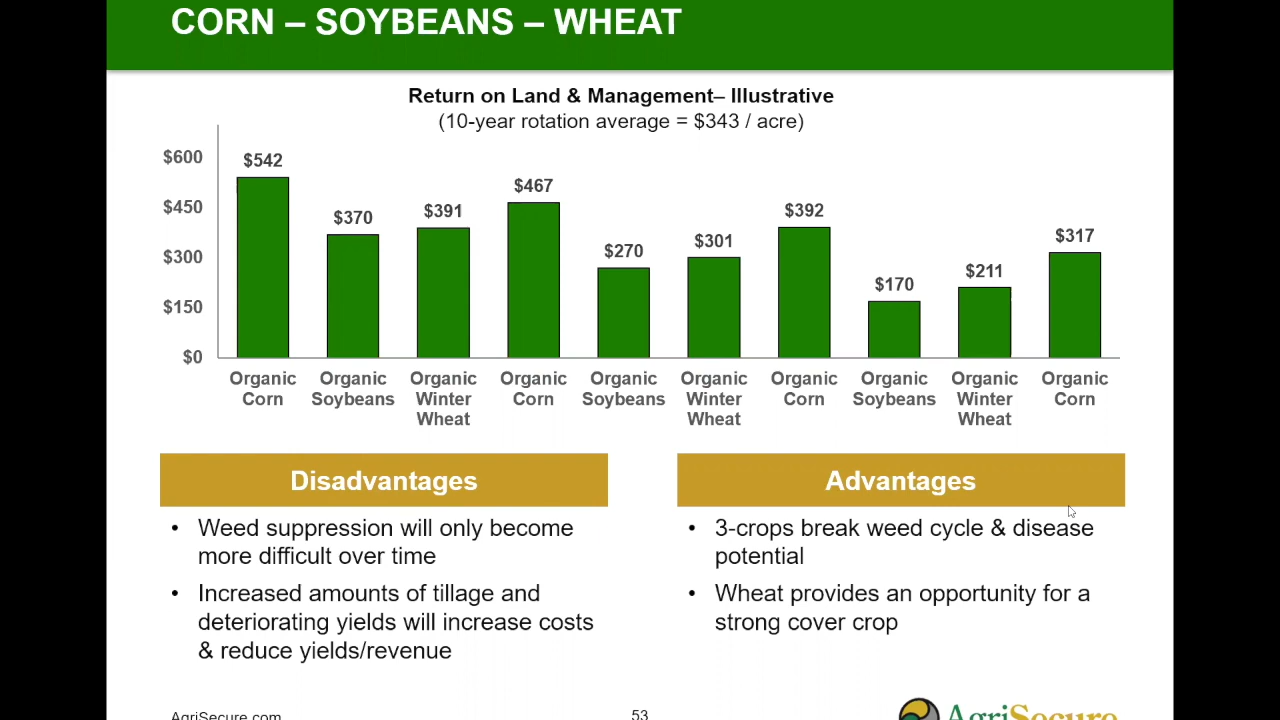 CORN – SOYBEANS – WHEAT
Return on Land & Management– Illustrative
(10-year rotation average = $343 / acre)
$600
$450
$300
$150
$0
$542
$370
$391
$467
$270
$301
$392
$170
$211
$317
Organic Corn
Organic Soybeans
Organic Winter Wheat
Organic Corn
Organic Soybeans
Organic Winter Wheat
Organic Corn
Organic Soybeans
Organic Winter Wheat
Organic Corn
Disadvantages
• Weed suppression will only become
more difficult over time
• Increased amounts of tillage and
deteriorating yields will increase costs
& reduce yields/revenue
Advantages
• 3-crops break weed cycle & disease
potential
• Wheat provides an opportunity for a
strong cover crop
AgriSecure.com
53
AgriSecure